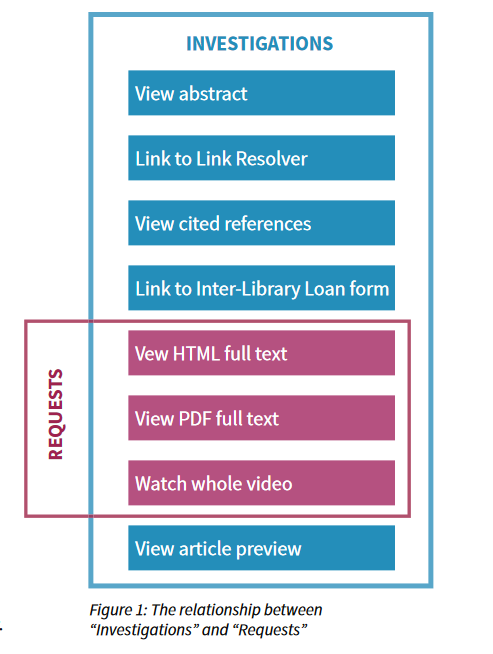 INVESTIGATIONS
View abstract
Link to Link Resolver
View cited references
Link to Inter-Library Loan form
REQUESTS
Vew HTML full text
View PDF full text
Watch whole video
View article preview
Figure 1: The relationship between
“Investigations” and “Requests”
.